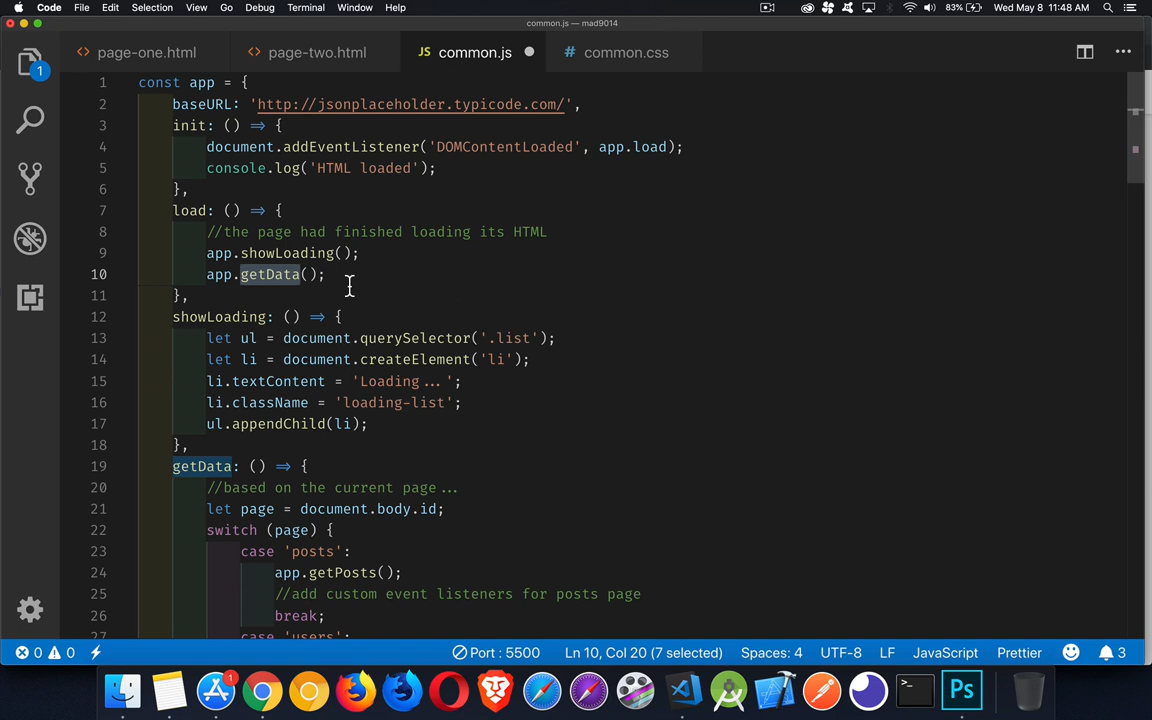 Code File Edit Selection View Go Debug Terminal Window Help 83% Wed May 8 11:48 AM
common.js — mad9014
<> page-one.html <> page-two.html JS common.js # common.css
1 const app = {
2 baseURL: 'http://jsonplaceholder.typicode.com/',
3 init: () => {
4 document.addEventListener('DOMContentLoaded', app.load);
5 console.log('HTML loaded');
6 },
7 load: () => {
8 //the page had finished loading its HTML
9 app.showLoading();
10 app.getData();
11 },
12 showLoading: () => {
13 let ul = document.querySelector('.list');
14 let li = document.createElement('li');
15 li.textContent = 'Loading...';
16 li.className = 'loading-list';
17 ul.appendChild(li);
18 },
19 getData: () => {
20 //based on the current page...
21 let page = document.body.id;
22 switch (page) {
23 case 'posts':
24 app.getPosts();
25 //add custom event listeners for posts page
26 break;
27 case 'users':
1
0 0 Port : 5500 Ln 10, Col 20 (7 selected) Spaces: 4 UTF-8 LF JavaScript Prettier 3
1 >_ Ps